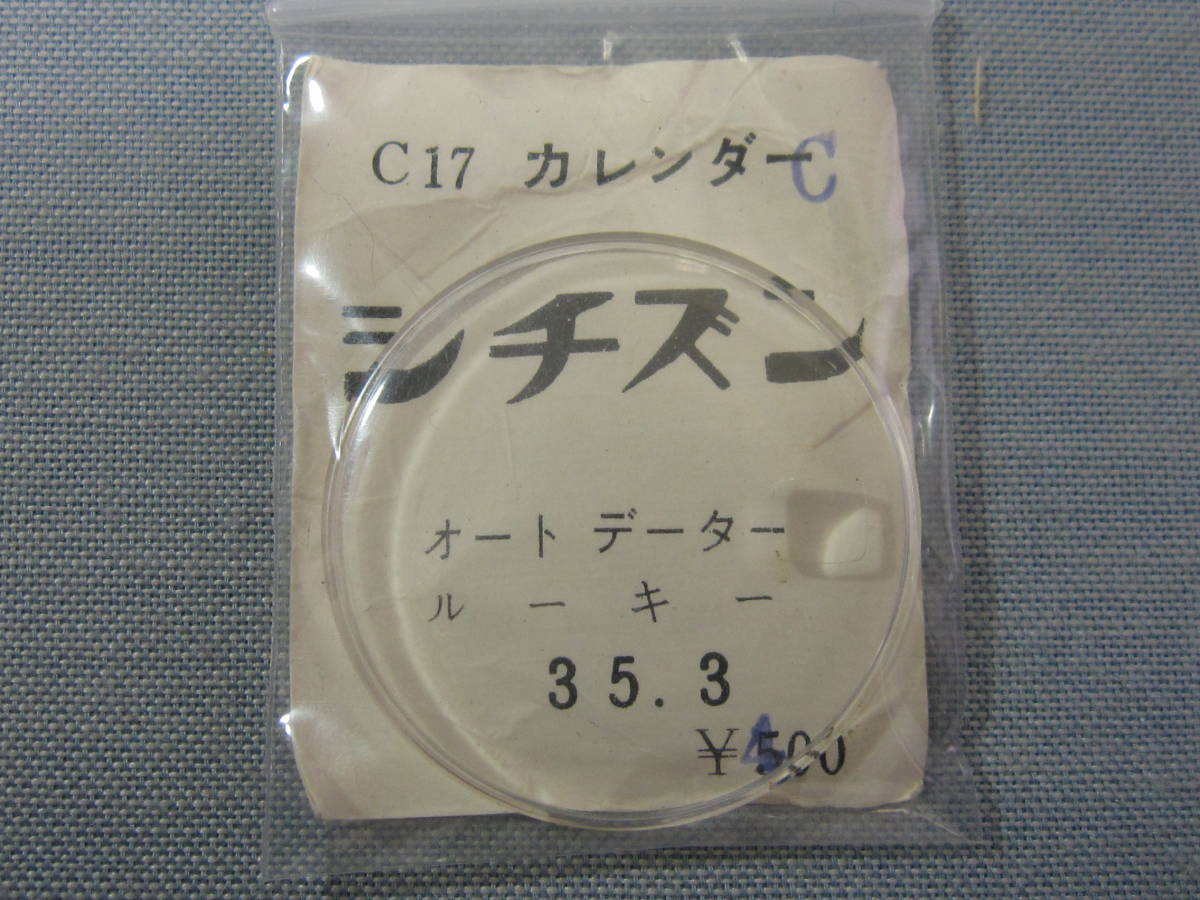 C17 カレンダー C
シチズン
オートデーター
ルーキー
35.3
¥500